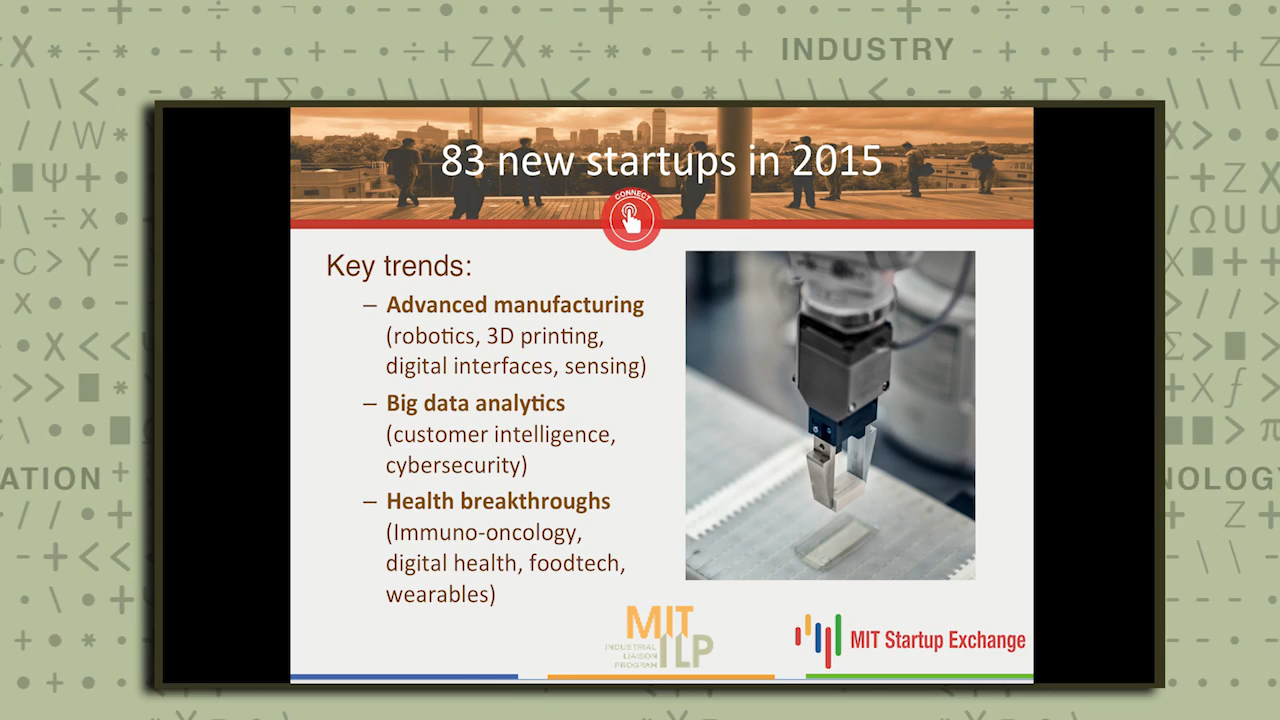 INDUSTRY
83 new startups in 2015
CONNECT
Key trends:
– Advanced manufacturing
(robotics, 3D printing,
digital interfaces, sensing)
– Big data analytics
(customer intelligence,
cybersecurity)
– Health breakthroughs
(Immuno-oncology,
digital health, foodtech,
wearables)
MIT
INDUSTRIAL
LIAISON
PROGRAM
ILP
MIT Startup Exchange
ATION
NOLOGY